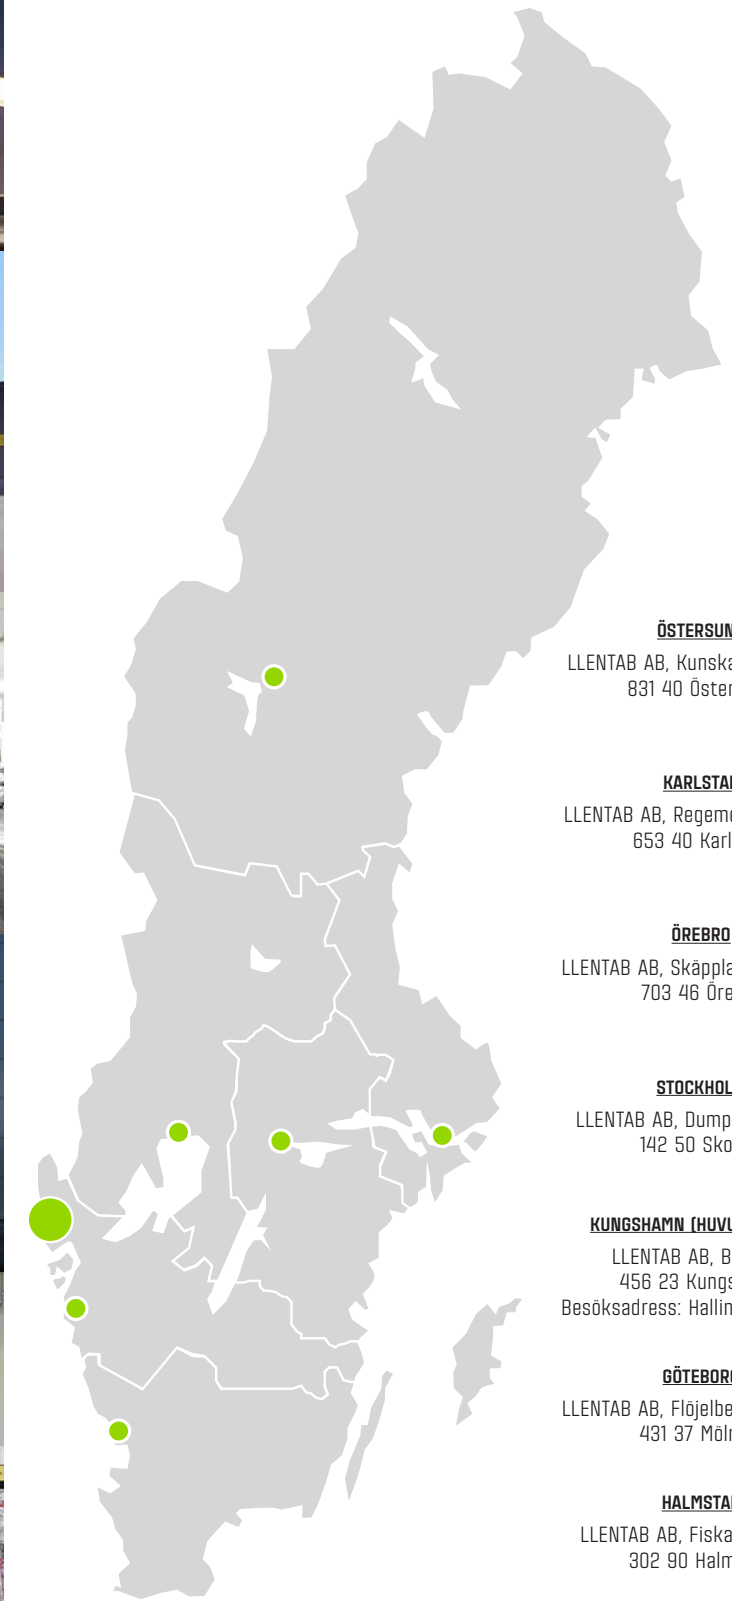 ÖSTERSUN
LLENTAB AB, Kunska
831 40 Öster
KARLSTA
LLENTAB AB, Regeme
653 40 Karl
ÖREBRO
LLENTAB AB, Skäppla
703 46 Öre
STOCKHOL
LLENTAB AB, Dump
142 50 Sko
KUNGSHAMN (HUVU
LLENTAB AB, B
456 23 Kungs
Besöksadress: Hallin
GÖTEBOR
LLENTAB AB, Flöjelbe
431 37 Möln
HALMSTA
LLENTAB AB, Fiska
302 90 Halm